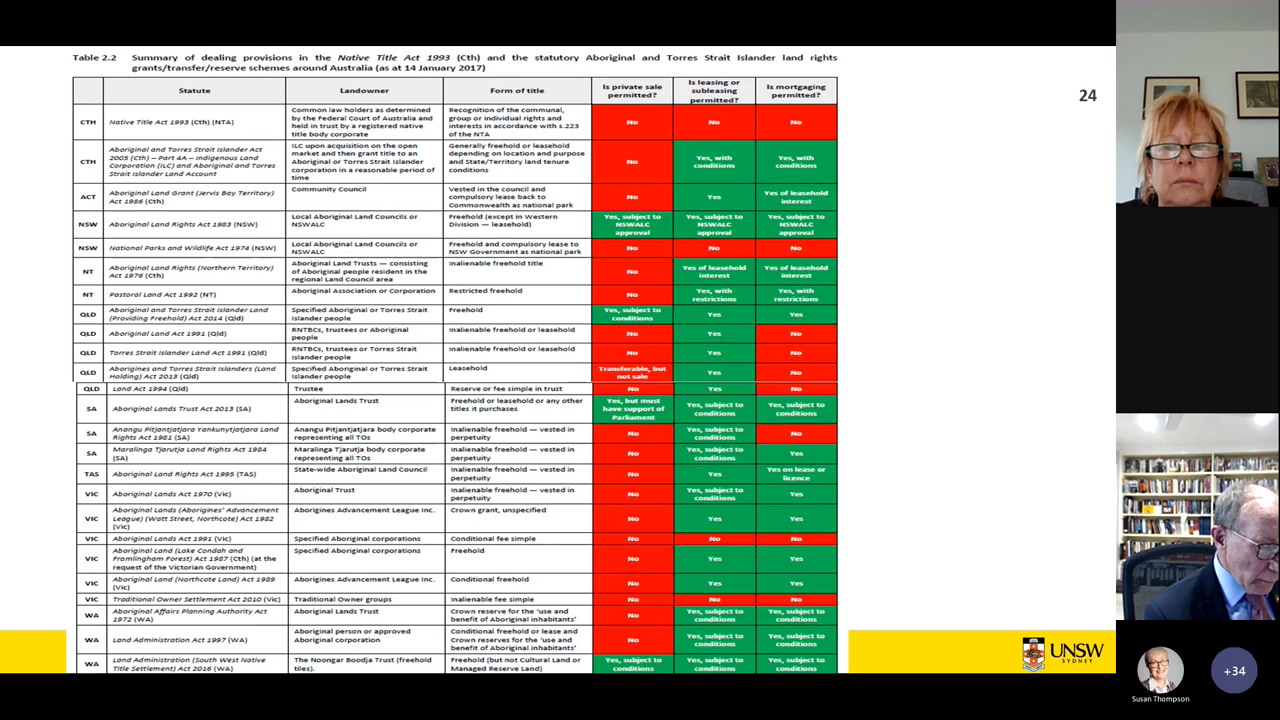 Table 2.2 Summary of dealing provisions in the Native Title Act 1993 (Cth) and the statutory Aboriginal and Torres Strait Islander land rights
grants/transfer/reserve schemes around Australia (as at 14 January 2017)
24
Statute Landowner Form of title Is private sale permitted? Is leasing or subleasing permitted? Is mortgaging permitted?
CTH Native Title Act 1993 (Cth) (NTA) Common law holders as determined by the Federal Court of Australia and held in trust by a registered native title body corporate Recognition of the communal, group or individual rights and interests in accordance with s.223 of the NTA No No No
CTH Aboriginal and Torres Strait Islander Act 2005 (Cth) — Part 4A — Indigenous Land Corporation (ILC) and Aboriginal and Torres Strait Islander Land Account ILC upon acquisition on the open market and then grant title to an Aboriginal or Torres Strait Islander corporation in a reasonable period of time Generally freehold or leasehold depending on location and purpose and State/Territory land tenure conditions No Yes, with conditions Yes, with conditions
ACT Aboriginal Land Grant (Jervis Bay Territory) Act 1986 (Cth) Community Council Vested in the council and compulsory lease back to Commonwealth as national park No Yes Yes of leasehold interest
NSW Aboriginal Land Rights Act 1983 (NSW) Local Aboriginal Land Councils or NSWALC Freehold (except in Western Division — leasehold) Yes, subject to NSWALC approval Yes, subject to NSWALC approval Yes, subject to NSWALC approval
NSW National Parks and Wildlife Act 1974 (NSW) Local Aboriginal Land Councils or NSWALC Freehold and compulsory lease to NSW Government as national park No No No
NT Aboriginal Land Rights (Northern Territory) Act 1976 (Cth) Aboriginal Land Trusts — consisting of Aboriginal people resident in the regional Land Council area Inalienable freehold title No Yes of leasehold interest Yes of leasehold interest
NT Pastoral Land Act 1992 (NT) Aboriginal Association or Corporation Restricted freehold No Yes, with restrictions Yes, with restrictions
QLD Aboriginal and Torres Strait Islander Land (Providing Freehold) Act 2014 (Qld) Specified Aboriginal or Torres Strait Islander people Freehold Yes, subject to conditions Yes Yes
QLD Aboriginal Land Act 1991 (Qld) RNTBCs, trustees or Aboriginal people Inalienable freehold or leasehold No Yes No
QLD Torres Strait Islander Land Act 1991 (Qld) RNTBCs, trustees or Torres Strait Islander people Inalienable freehold or leasehold No Yes No
QLD Aborigines and Torres Strait Islanders (Land Holding) Act 2013 (Qld) Specified Aboriginal or Torres Strait Islander people Leasehold Transferable, but not sale Yes No
QLD Land Act 1994 (Qld) Trustee Reserve or fee simple in trust No Yes No
SA Aboriginal Lands Trust Act 2013 (SA) Aboriginal Lands Trust Freehold or leasehold or any other titles it purchases Yes, but must have support of Parliament Yes, subject to conditions Yes, subject to conditions
SA Anangu Pitjantjatjara Yankunytjatjara Land Rights Act 1981 (SA) Anangu Pitjantjatjara body corporate representing all TOs Inalienable freehold — vested in perpetuity No Yes, subject to conditions No
SA Maralinga Tjarutja Land Rights Act 1984 (SA) Maralinga Tjarutja body corporate representing all TOs Inalienable freehold — vested in perpetuity No Yes, subject to conditions Yes
TAS Aboriginal Land Rights Act 1995 (TAS) State-wide Aboriginal Land Council Inalienable freehold — vested in perpetuity No Yes Yes on lease or licence
VIC Aboriginal Lands Act 1970 (Vic) Aboriginal Trust Inalienable freehold — vested in perpetuity No Yes, subject to conditions Yes
VIC Aboriginal Lands (Aborigines' Advancement League) (Watt Street, Northcote) Act 1982 (Vic) Aborigines Advancement League Inc. Crown grant, unspecified No Yes Yes
VIC Aboriginal Lands Act 1991 (Vic) Specified Aboriginal corporations Conditional fee simple No No No
VIC Aboriginal Land (Lake Condah and Framlingham Forest) Act 1987 (Cth) (at the request of the Victorian Government) Specified Aboriginal corporations Freehold No Yes Yes
VIC Aboriginal Land (Northcote Land) Act 1989 (Vic) Aborigines Advancement League Inc. Conditional freehold No Yes Yes
VIC Traditional Owner Settlement Act 2010 (Vic) Traditional Owner groups Inalienable fee simple No No No
WA Aboriginal Affairs Planning Authority Act 1972 (WA) Aboriginal Lands Trust Crown reserve for the 'use and benefit of Aboriginal inhabitants' No Yes, subject to conditions Yes, subject to conditions
WA Land Administration Act 1997 (WA) Aboriginal person or approved Aboriginal corporation Conditional freehold or lease and Crown reserves for the 'use and benefit of Aboriginal inhabitants' No Yes, subject to conditions Yes, subject to conditions
WA Land Administration (South West Native Title Settlement) Act 2016 (WA) The Noongar Boodja Trust (freehold tiles). Freehold (but not Cultural Land or Managed Reserve Land) Yes, subject to conditions Yes, subject to conditions Yes, subject to conditions
UNSW
SYDNEY
+34
Susan Thompson